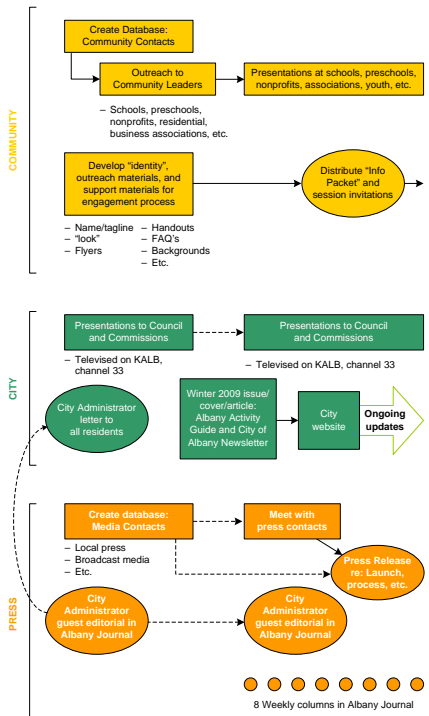 COMMUNITY
Create Database:
Community Contacts
Outreach to
Community Leaders
Presentations at schools, preschools,
nonprofits, associations, youth, etc.
– Schools, preschools,
nonprofits, residential,
business associations, etc.
Develop “identity”,
outreach materials, and
support materials for
engagement process
Distribute “Info
Packet” and
session invitations
– Name/tagline
– “look”
– Flyers
– Handouts
– FAQ’s
– Backgrounds
– Etc.
CITY
Presentations to Council
and Commissions
Presentations to Council
and Commissions
– Televised on KALB,
channel 33
– Televised on KALB,
channel 33
City Administrator
letter to
all residents
Winter 2009 issue/
cover/article:
Albany Activity
Guide and City of
Albany Newsletter
City
website
Ongoing
updates
PRESS
Create database:
Media Contacts
Meet with
press contacts
– Local press
– Broadcast media
– Etc.
Press Release
re: Launch,
process, etc.
City
Administrator
guest editorial in
Albany Journal
City
Administrator
guest editorial in
Albany Journal
8 Weekly columns in Albany Journal